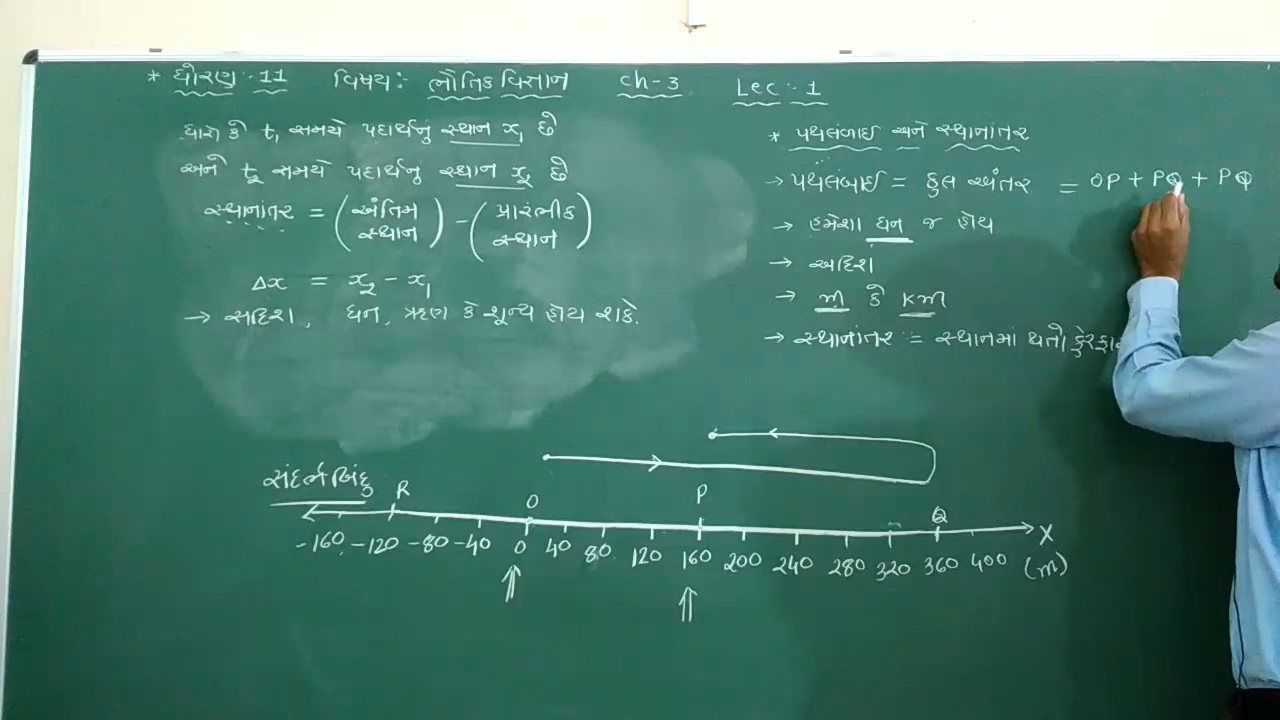 * ધોરણ :- 11 વિષય :- ભૌતિક વિજ્ઞાન ch-3 Lec :- 1
ધારો કે t₁ સમયે પદાર્થનું સ્થાન x₁ છે
અને t₂ સમયે પદાર્થનું સ્થાન x₂ છે
સ્થાનાંતર = (અંતિમ સ્થાન) - (પ્રારંભીક સ્થાન)
Δx = x₂ - x₁
→ સદિશ, ધન, ઋણ કે શૂન્ય હોય શકે.
* પથલંબાઈ અને સ્થાનાંતર
→ પથલંબાઈ = કુલ અંતર = OP + PQ + PQ
→ હમેશા ધન જ હોય
→ અદિશ
→ m કે km
→ સ્થાનાંતર := સ્થાનમાં થતો
સંદર્ભબિંદુ
R O P Q X
-160 -120 -80 -40 0 40 80 120 160 200 240 280 320 360 400 (m)